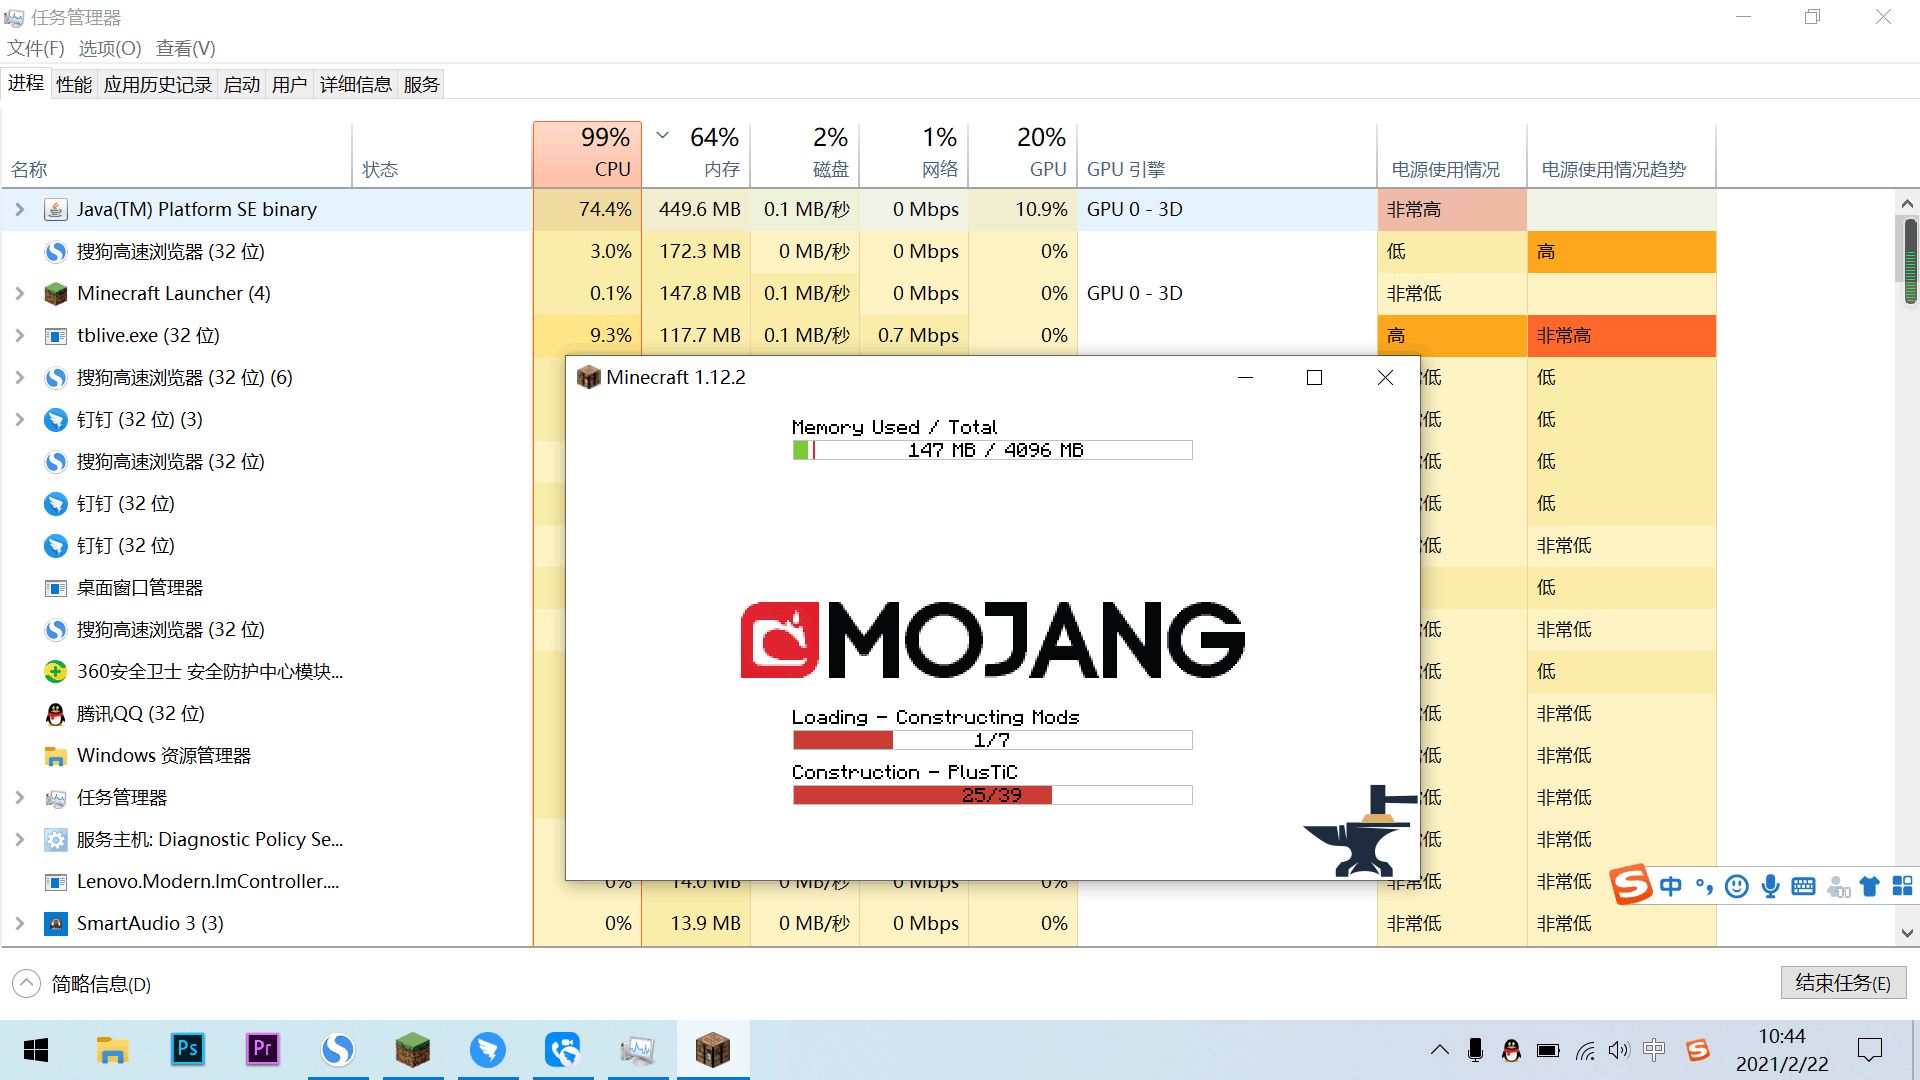 任务管理器
文件(F) 选项(O) 查看(V)
进程 性能 应用历史记录 启动 用户 详细信息 服务
99% 64% 2% 1% 20%
名称 状态 CPU 内存 磁盘 网络 GPU GPU 引擎 电源使用情况 电源使用情况趋势
Java(TM) Platform SE binary 74.4% 449.6 MB 0.1 MB/秒 0 Mbps 10.9% GPU 0 - 3D 非常高
搜狗高速浏览器 (32 位) 3.0% 172.3 MB 0 MB/秒 0 Mbps 0% 低 高
Minecraft Launcher (4) 0.1% 147.8 MB 0.1 MB/秒 0 Mbps 0% GPU 0 - 3D 非常低
tblive.exe (32 位) 9.3% 117.7 MB 0.1 MB/秒 0.7 Mbps 0% 高 非常高
搜狗高速浏览器 (32 位) (6) 低 低
钉钉 (32 位) (3) 低 低
搜狗高速浏览器 (32 位) 低 低
钉钉 (32 位) 低 低
钉钉 (32 位) 低 非常低
桌面窗口管理器 低
搜狗高速浏览器 (32 位) 低 非常低
360安全卫士 安全防护中心模块... 低 低
腾讯QQ (32 位) 低 非常低
Windows 资源管理器 低 非常低
任务管理器 低 非常低
服务主机: Diagnostic Policy Se... 低 非常低
Lenovo.Modern.ImController.... 0% 14.0 MB 0 MB/秒 0 Mbps 0% 非常低 非常低
SmartAudio 3 (3) 0% 13.9 MB 0 MB/秒 0 Mbps 0% 非常低 非常低
Minecraft 1.12.2
Memory Used / Total
147 MB / 4096 MB
MOJANG
Loading - Constructing Mods
1/7
Construction - PlusTiC
25/39
S 中
简略信息(D)
结束任务(E)
Ps Pr
中 S
10:44
2021/2/22